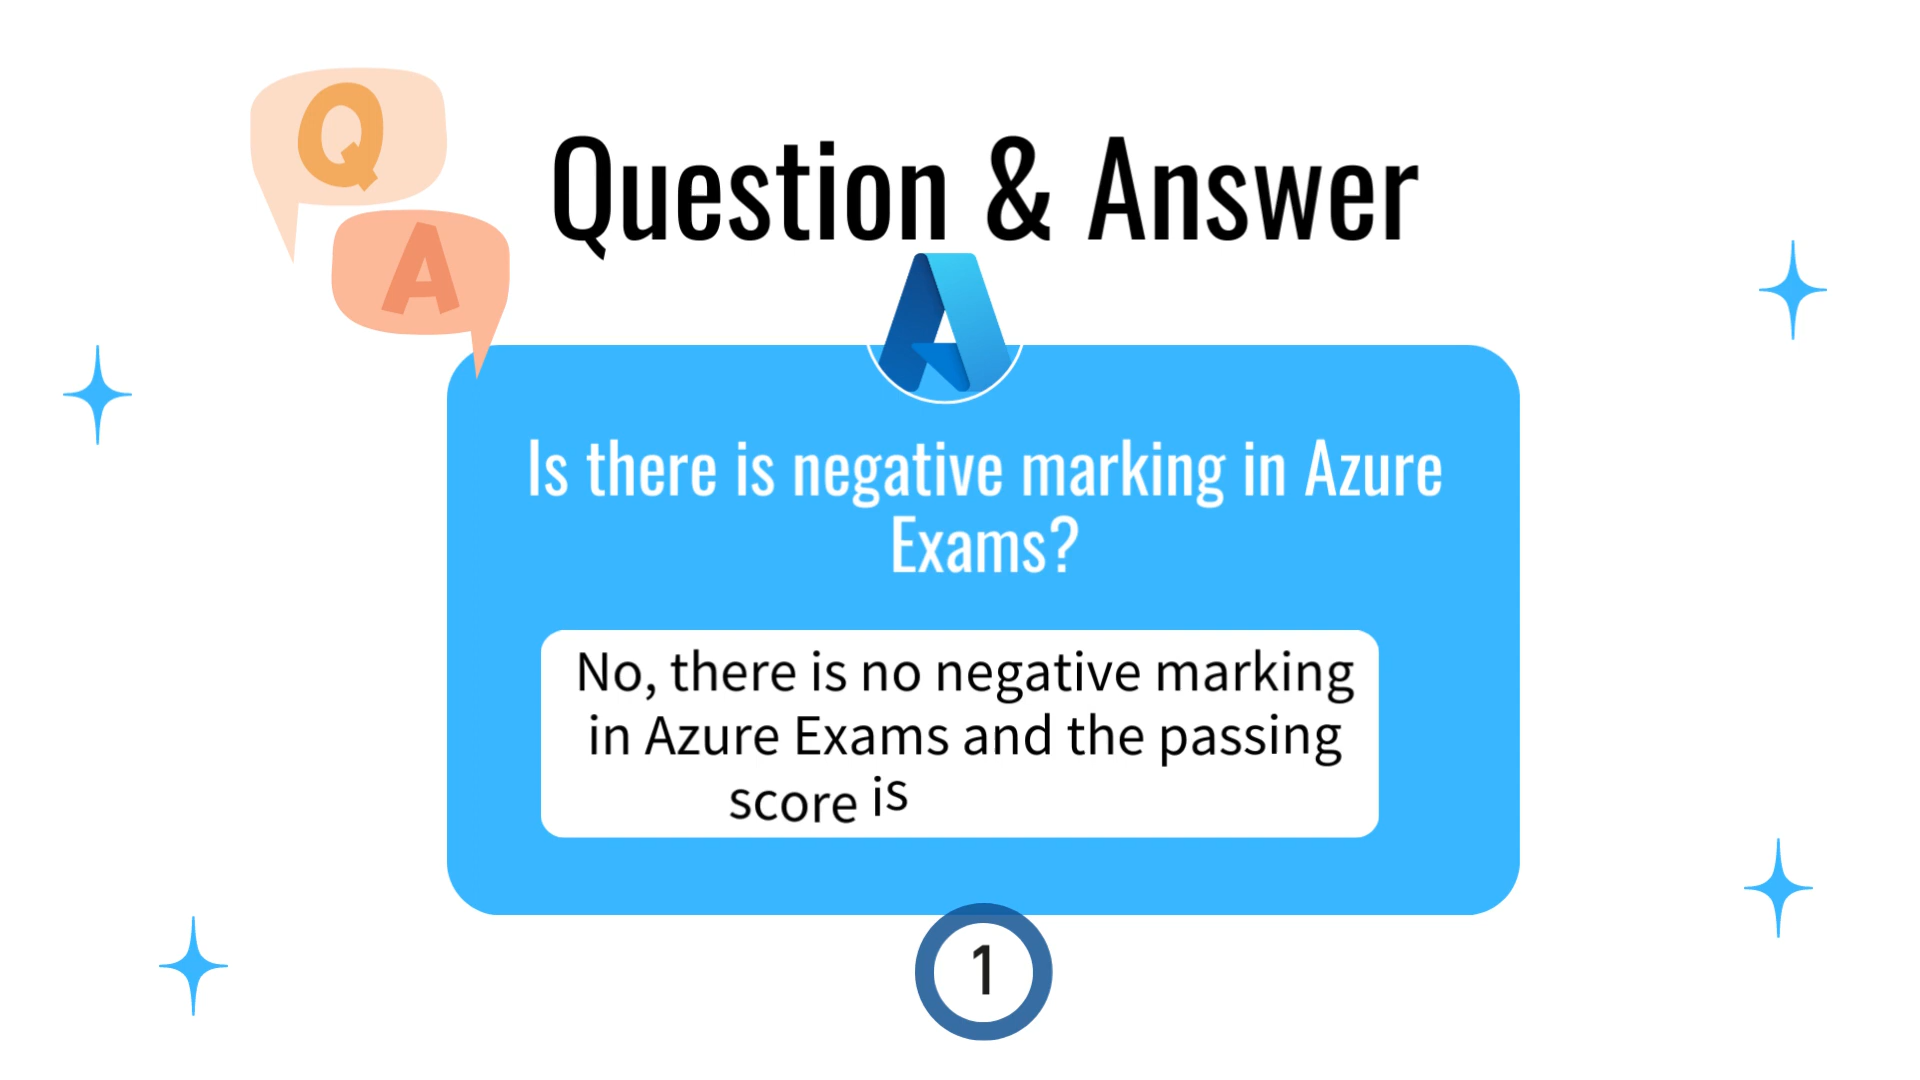 Q
A
Question & Answer
Is there is negative marking in Azure
Exams?
No, there is no negative marking
in Azure Exams and the passing
score is
1